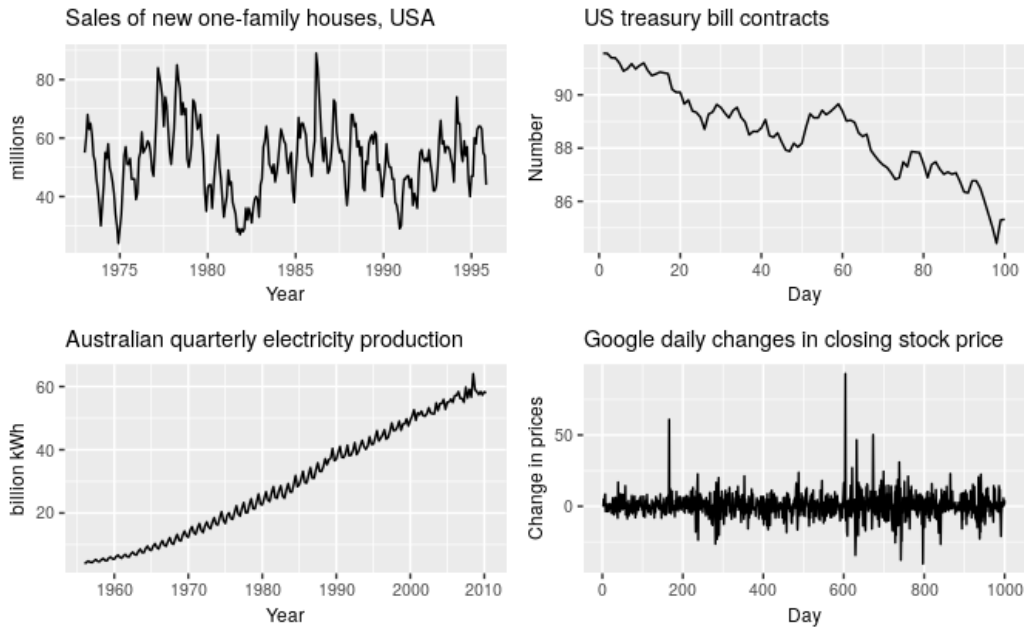 Sales of new one-family houses, USA
millions
80
60
40
1975 1980 1985 1990 1995
Year
US treasury bill contracts
Number
90
88
86
0 20 40 60 80 100
Day
Australian quarterly electricity production
billion kWh
60
40
20
1960 1970 1980 1990 2000 2010
Year
Google daily changes in closing stock price
Change in prices
50
0
0 200 400 600 800 1000
Day